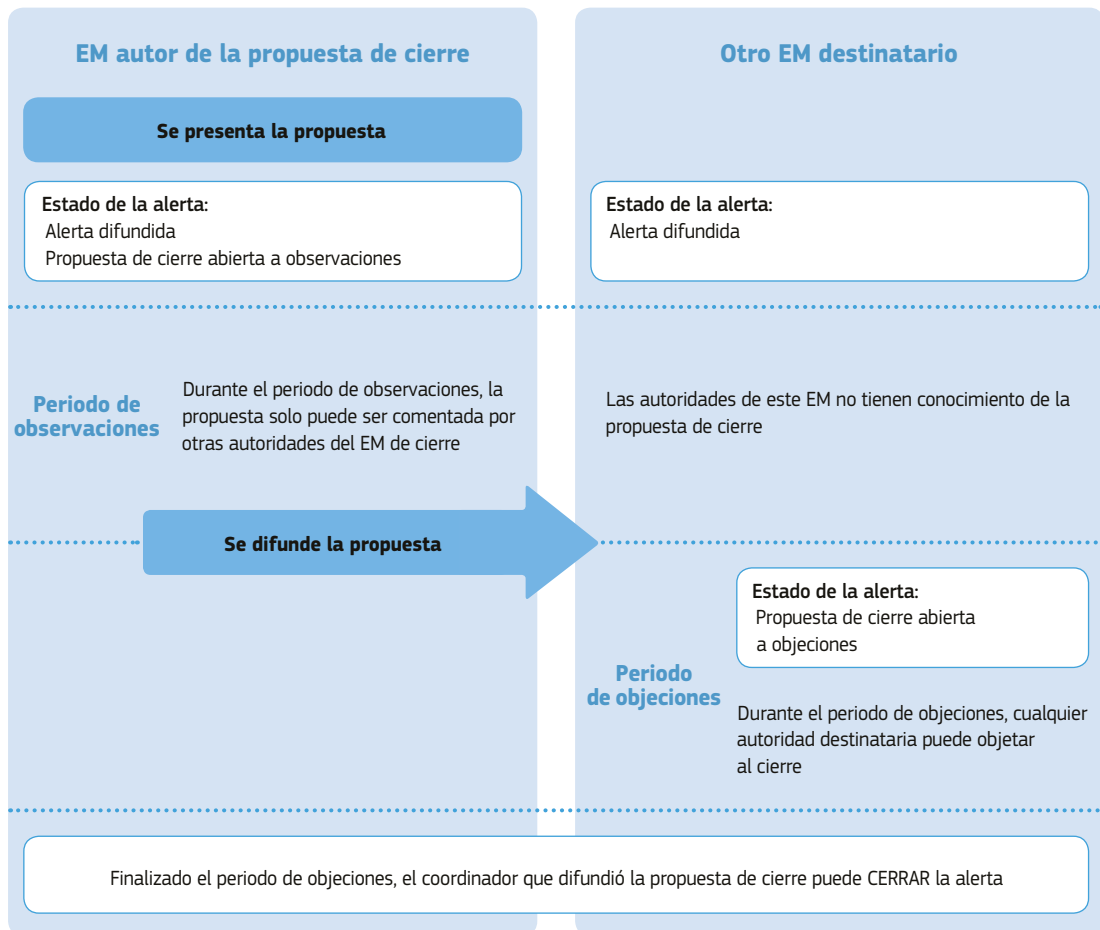 EM autor de la propuesta de cierre
Otro EM destinatario
Se presenta la propuesta
Estado de la alerta:
Alerta difundida
Propuesta de cierre abierta a observaciones
Estado de la alerta:
Alerta difundida
Periodo de
observaciones
Durante el periodo de observaciones, la
propuesta solo puede ser comentada por
otras autoridades del EM de cierre
Las autoridades de este EM no tienen conocimiento de la
propuesta de cierre
Se difunde la propuesta
Estado de la alerta:
Propuesta de cierre abierta
a objeciones
Periodo
de objeciones
Durante el periodo de objeciones, cualquier
autoridad destinataria puede objetar
al cierre
Finalizado el periodo de objeciones, el coordinador que difundió la propuesta de cierre puede CERRAR la alerta